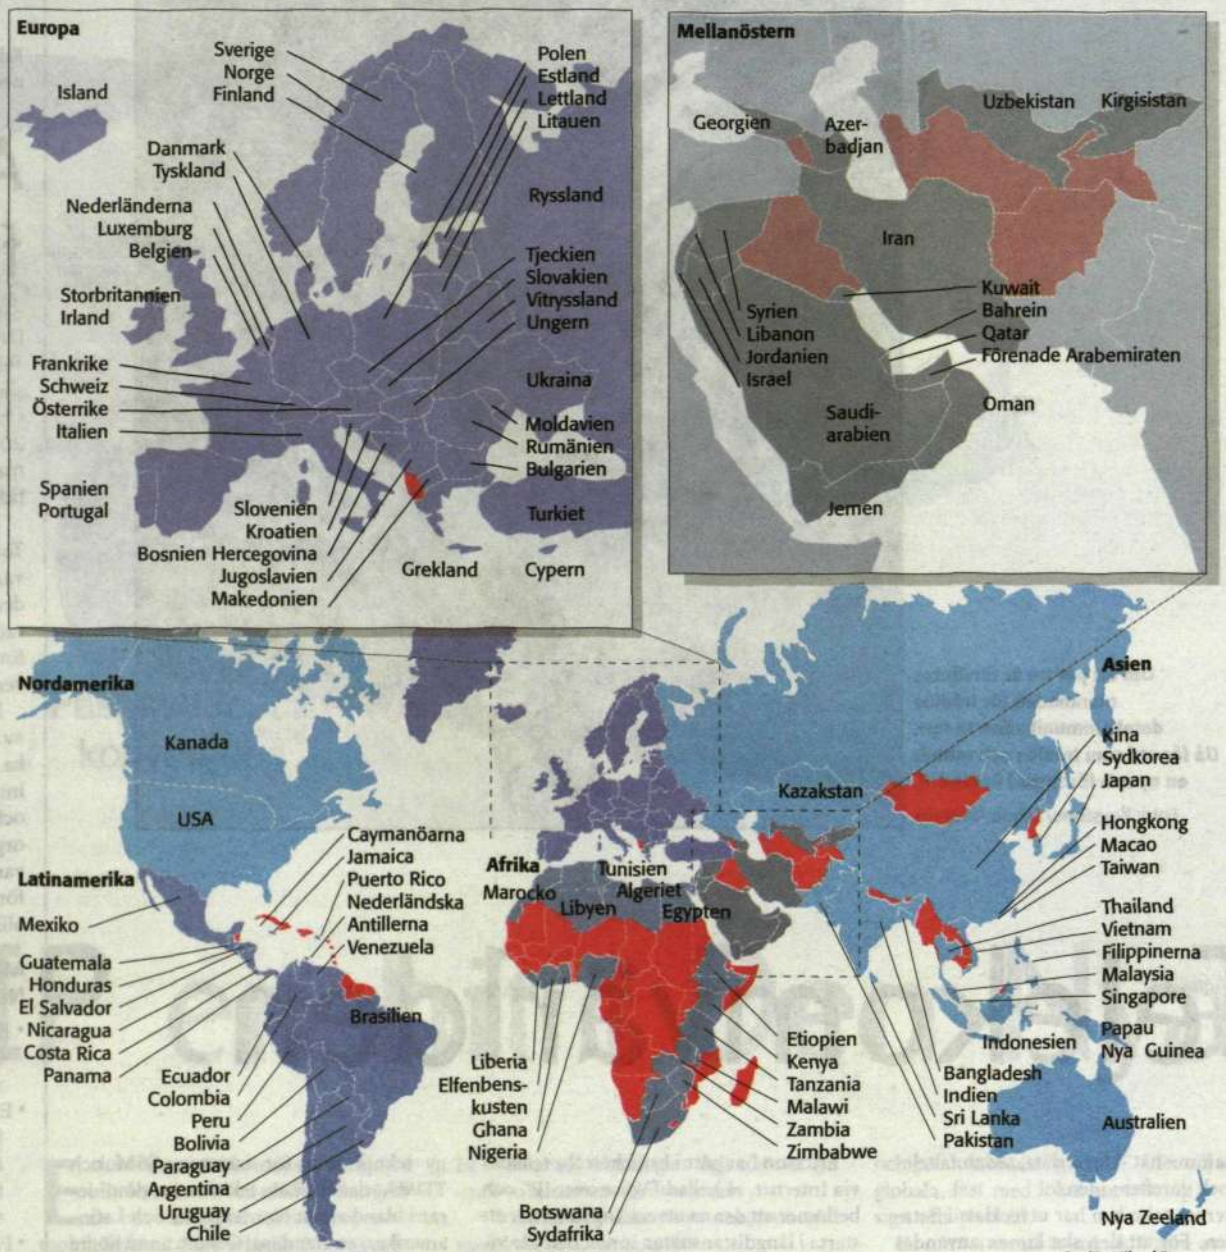 Europa
Island
Sverige
Norge
Finland
Danmark
Tyskland
Nederländerna
Luxemburg
Belgien
Storbritannien
Irland
Frankrike
Schweiz
Österrike
Italien
Spanien
Portugal
Slovenien
Kroatien
Bosnien Hercegovina
Jugoslavien
Makedonien
Grekland
Cypern
Polen
Estland
Lettland
Litauen
Ryssland
Tjeckien
Slovakien
Vitryssland
Ungern
Ukraina
Moldavien
Rumänien
Bulgarien
Turkiet
Mellanöstern
Georgien
Azer-
badjan
Uzbekistan
Kirgisistan
Iran
Syrien
Libanon
Jordanien
Israel
Kuwait
Bahrein
Qatar
Förenade Arabemiraten
Oman
Saudi-
arabien
Jemen
Nordamerika
Kanada
USA
Latinamerika
Mexiko
Guatemala
Honduras
El Salvador
Nicaragua
Costa Rica
Panama
Caymanöarna
Jamaica
Puerto Rico
Nederländska
Antillerna
Venezuela
Brasilien
Ecuador
Colombia
Peru
Bolivia
Paraguay
Argentina
Uruguay
Chile
Afrika
Marocko
Tunisien
Algeriet
Libyen
Egypten
Liberia
Elfenbens-
kusten
Ghana
Nigeria
Botswana
Sydafrika
Etiopien
Kenya
Tanzania
Malawi
Zambia
Zimbabwe
Asien
Kazakstan
Kina
Sydkorea
Japan
Hongkong
Macao
Taiwan
Thailand
Vietnam
Filippinerna
Malaysia
Singapore
Indonesien
Papau
Nya Guinea
Bangladesh
Indien
Sri Lanka
Pakistan
Australien
Nya Zeeland